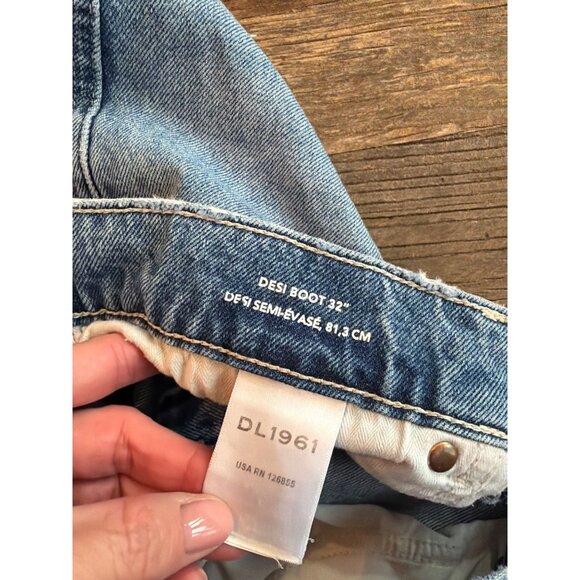 DESI BOOT 32"
DESI SEMI-ÉVASÉ, 81,3 CM
DL1961
USA RN 126855